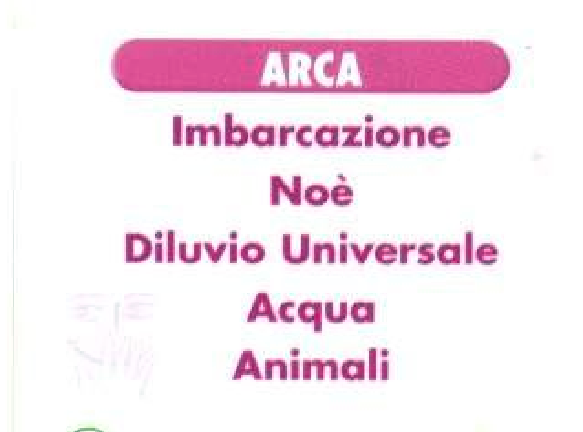 ARCA
Imbarcazione
Noè
Diluvio Universale
Acqua
Animali